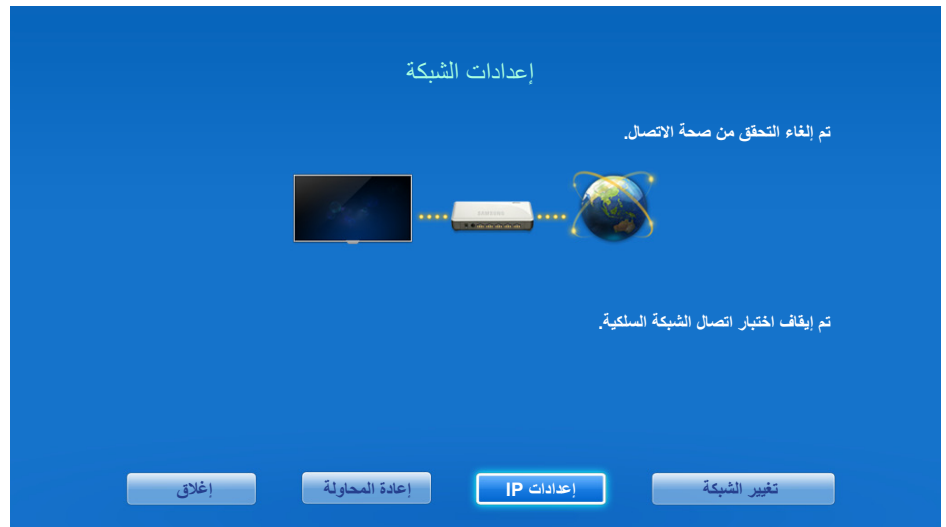 إعدادات الشبكة
تم إلغاء التحقق من صحة الاتصال.
SAMSUNG
تم إيقاف اختبار اتصال الشبكة السلكية.
تغيير الشبكة
إعدادات IP
إعادة المحاولة
إغلاق